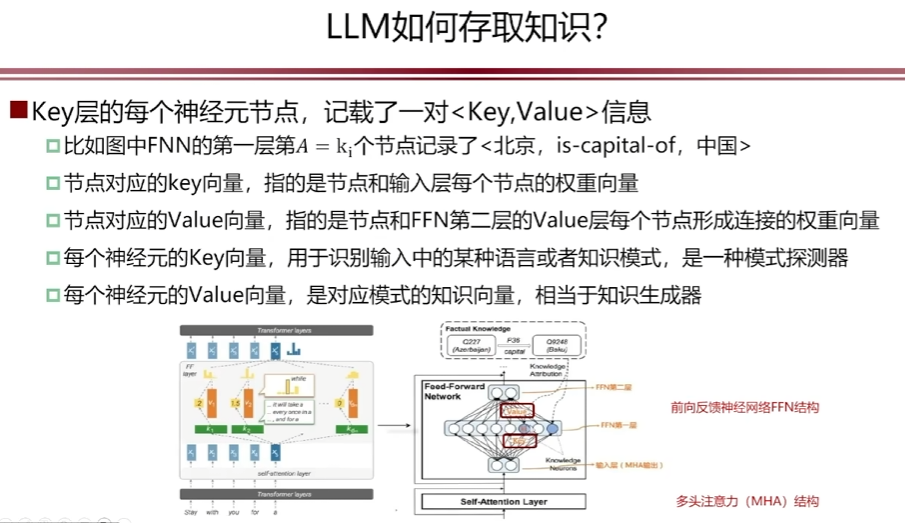 LLM如何存取知识?
Key层的每个神经元节点，记载了一对<Key,Value>信息
比如图中FNN的第一层第A = kᵢ个节点记录了<北京，is-capital-of，中国>
节点对应的key向量，指的是节点和输入层每个节点的权重向量
节点对应的Value向量，指的是节点和FFN第二层的Value层每个节点形成连接的权重向量
每个神经元的Key向量，用于识别输入中的某种语言或者知识模式，是一种模式探测器
每个神经元的Value向量，是对应模式的知识向量，相当于知识生成器
Transformer layers
FF
layer
while
.2
1.5
0
... it will take a
... every once in a
... and for a
self-attention layer
Transformer layers
Stay with you for a
Factual Knowledge
Q227
(Azerbaijan)
P36
capital
Q9248
(Baku)
Knowledge
Attribution
Feed-Forward
Network
Value
Knowledge
Neurons
Self-Attention Layer
FFN第二层
FFN第一层
输入层（MHA输出）
前向反馈神经网络FFN结构
多头注意力（MHA）结构